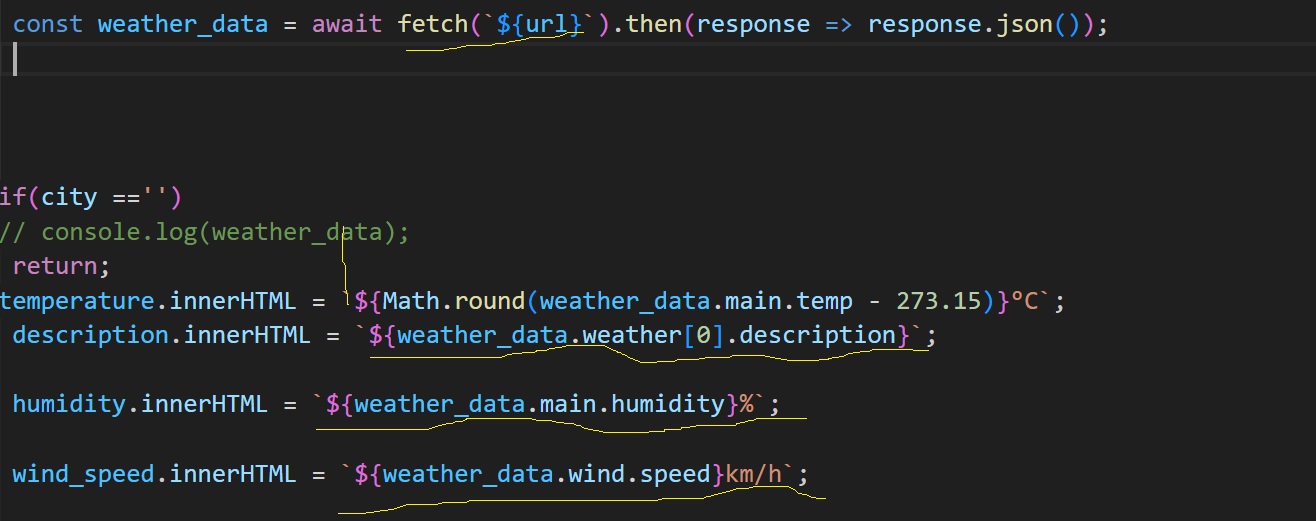 const weather_data = await fetch(`${url}`).then(response => response.json());
if(city =='')
// console.log(weather_data);
return;
temperature.innerHTML = `${Math.round(weather_data.main.temp - 273.15)}°C`;
description.innerHTML = `${weather_data.weather[0].description}`;
humidity.innerHTML = `${weather_data.main.humidity}%`;
wind_speed.innerHTML = `${weather_data.wind.speed}km/h`;